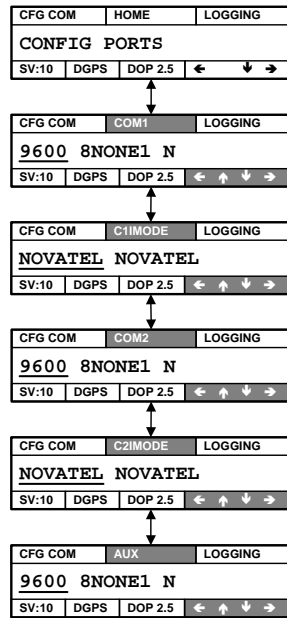 CFG COM HOME LOGGING
CONFIG PORTS
SV:10 DGPS DOP 2.5 ← ↓ →
CFG COM COM1 LOGGING
9600 8NONE1 N
SV:10 DGPS DOP 2.5 ← ↑ ↓ →
CFG COM C1IMODE LOGGING
NOVATEL NOVATEL
SV:10 DGPS DOP 2.5 ← ↑ ↓ →
CFG COM COM2 LOGGING
9600 8NONE1 N
SV:10 DGPS DOP 2.5 ← ↑ ↓ →
CFG COM C2IMODE LOGGING
NOVATEL NOVATEL
SV:10 DGPS DOP 2.5 ← ↑ ↓ →
CFG COM AUX LOGGING
9600 8NONE1 N
SV:10 DGPS DOP 2.5 ← ↑ ↓ →